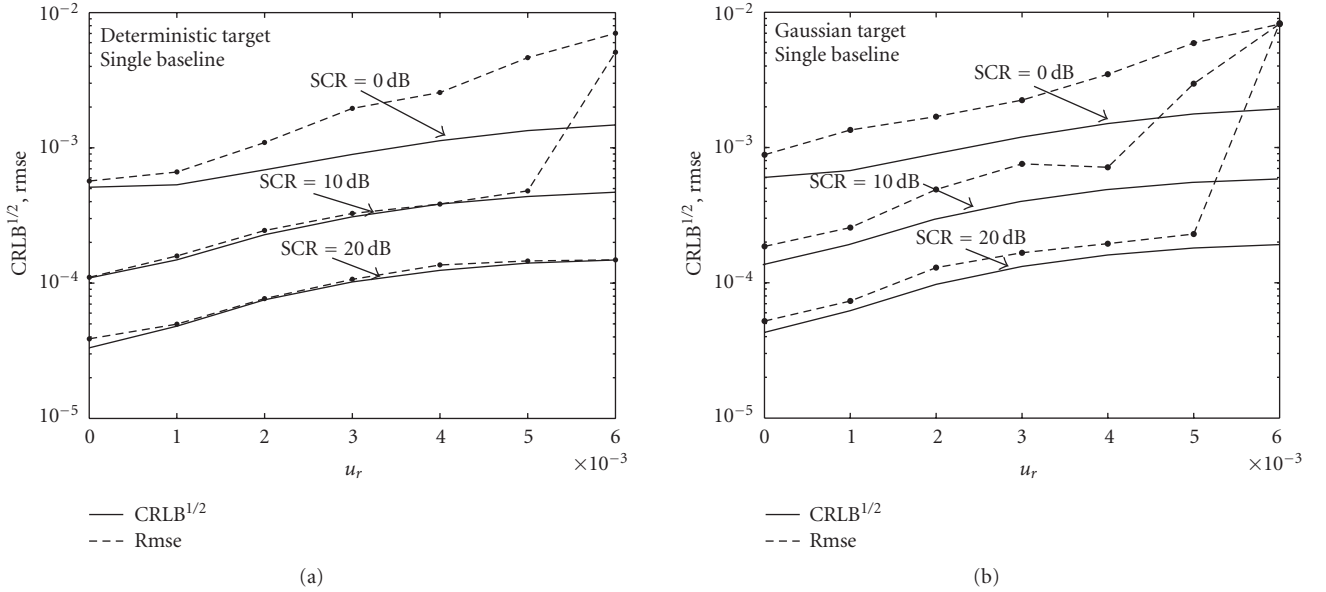 10⁻²
Deterministic target
Single baseline
SCR = 0 dB
10⁻³
SCR = 10 dB
SCR = 20 dB
10⁻⁴
10⁻⁵
CRLB^{1/2}, rmse
0 1 2 3 4 5 6
×10⁻³
u_r
CRLB^{1/2}
Rmse
(a)
10⁻²
Gaussian target
Single baseline
SCR = 0 dB
10⁻³
SCR = 10 dB
SCR = 20 dB
10⁻⁴
10⁻⁵
CRLB^{1/2}, rmse
0 1 2 3 4 5 6
×10⁻³
u_r
CRLB^{1/2}
Rmse
(b)